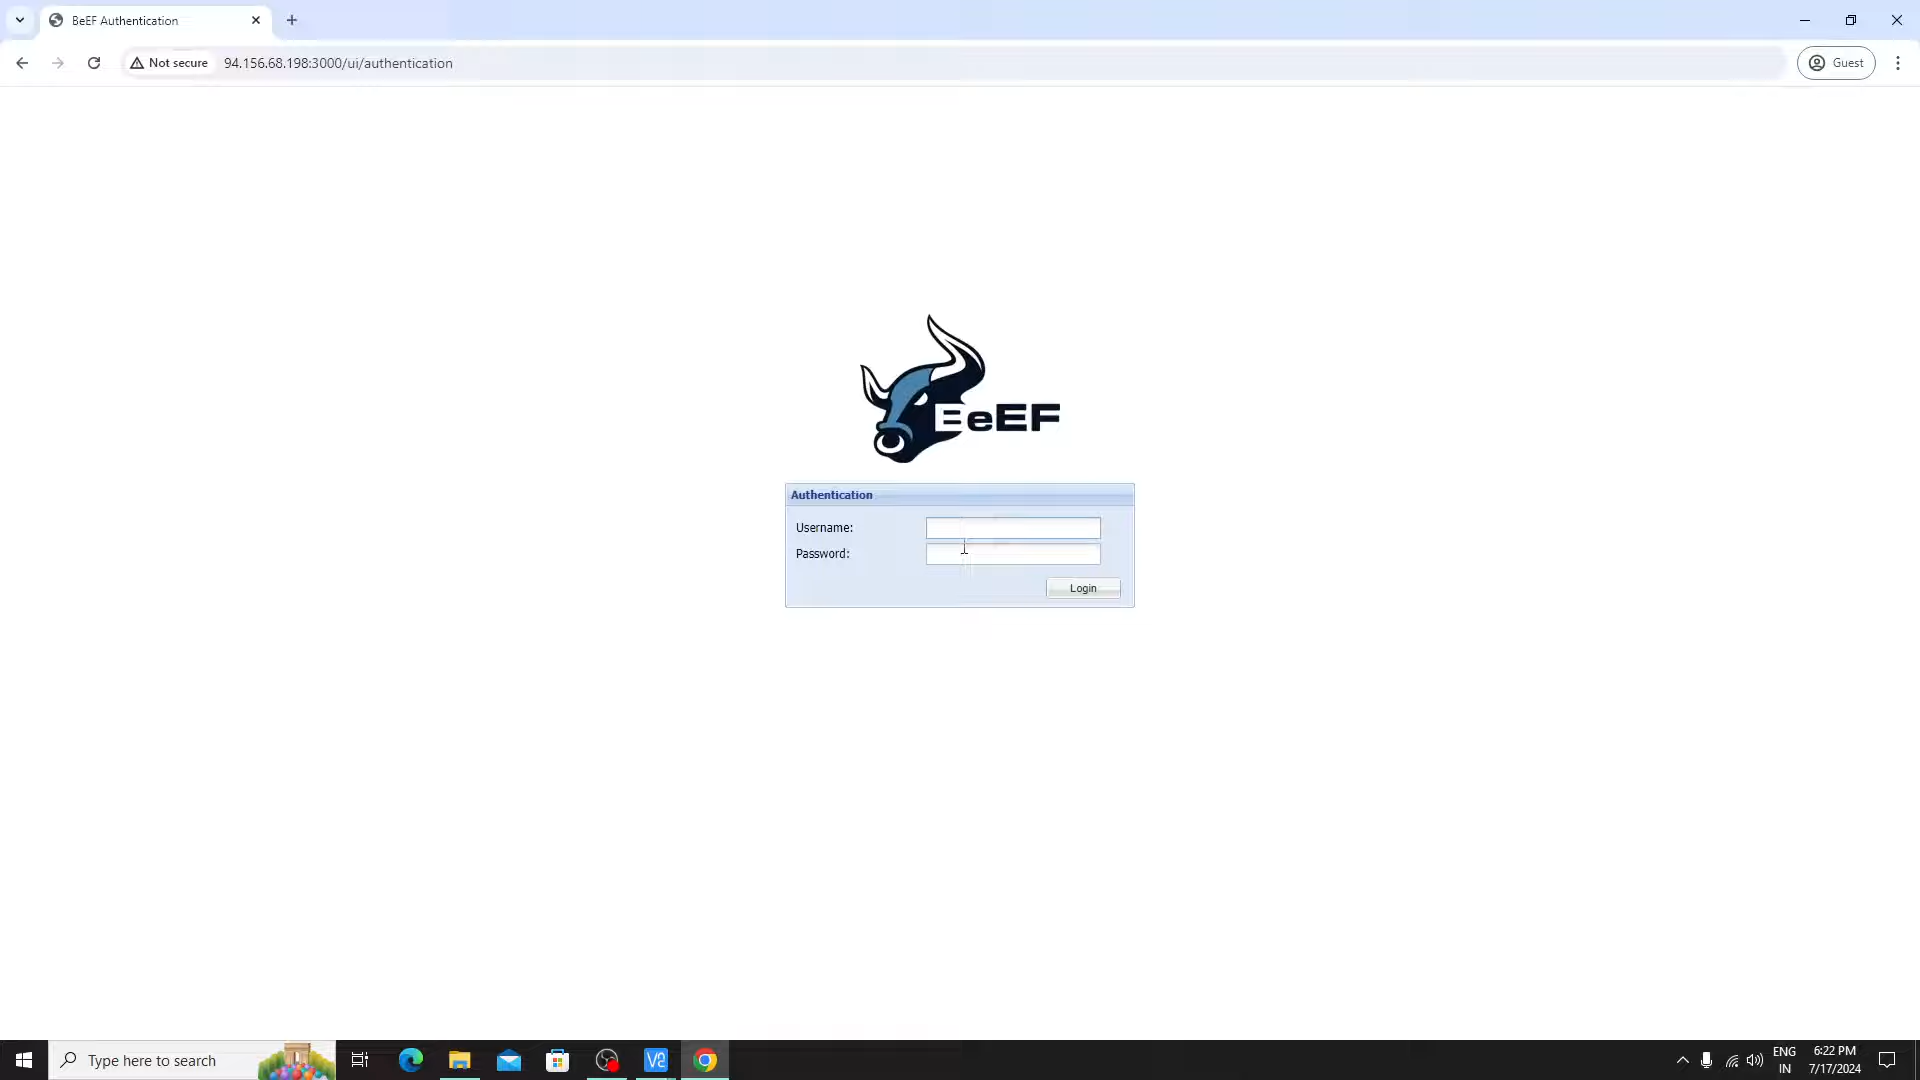 BeEF Authentication
Not secure
94.156.68.198:3000/ui/authentication
Guest
BeEF
Authentication
Username:
Password:
Login
Type here to search
ENG
IN
6:22 PM
7/17/2024